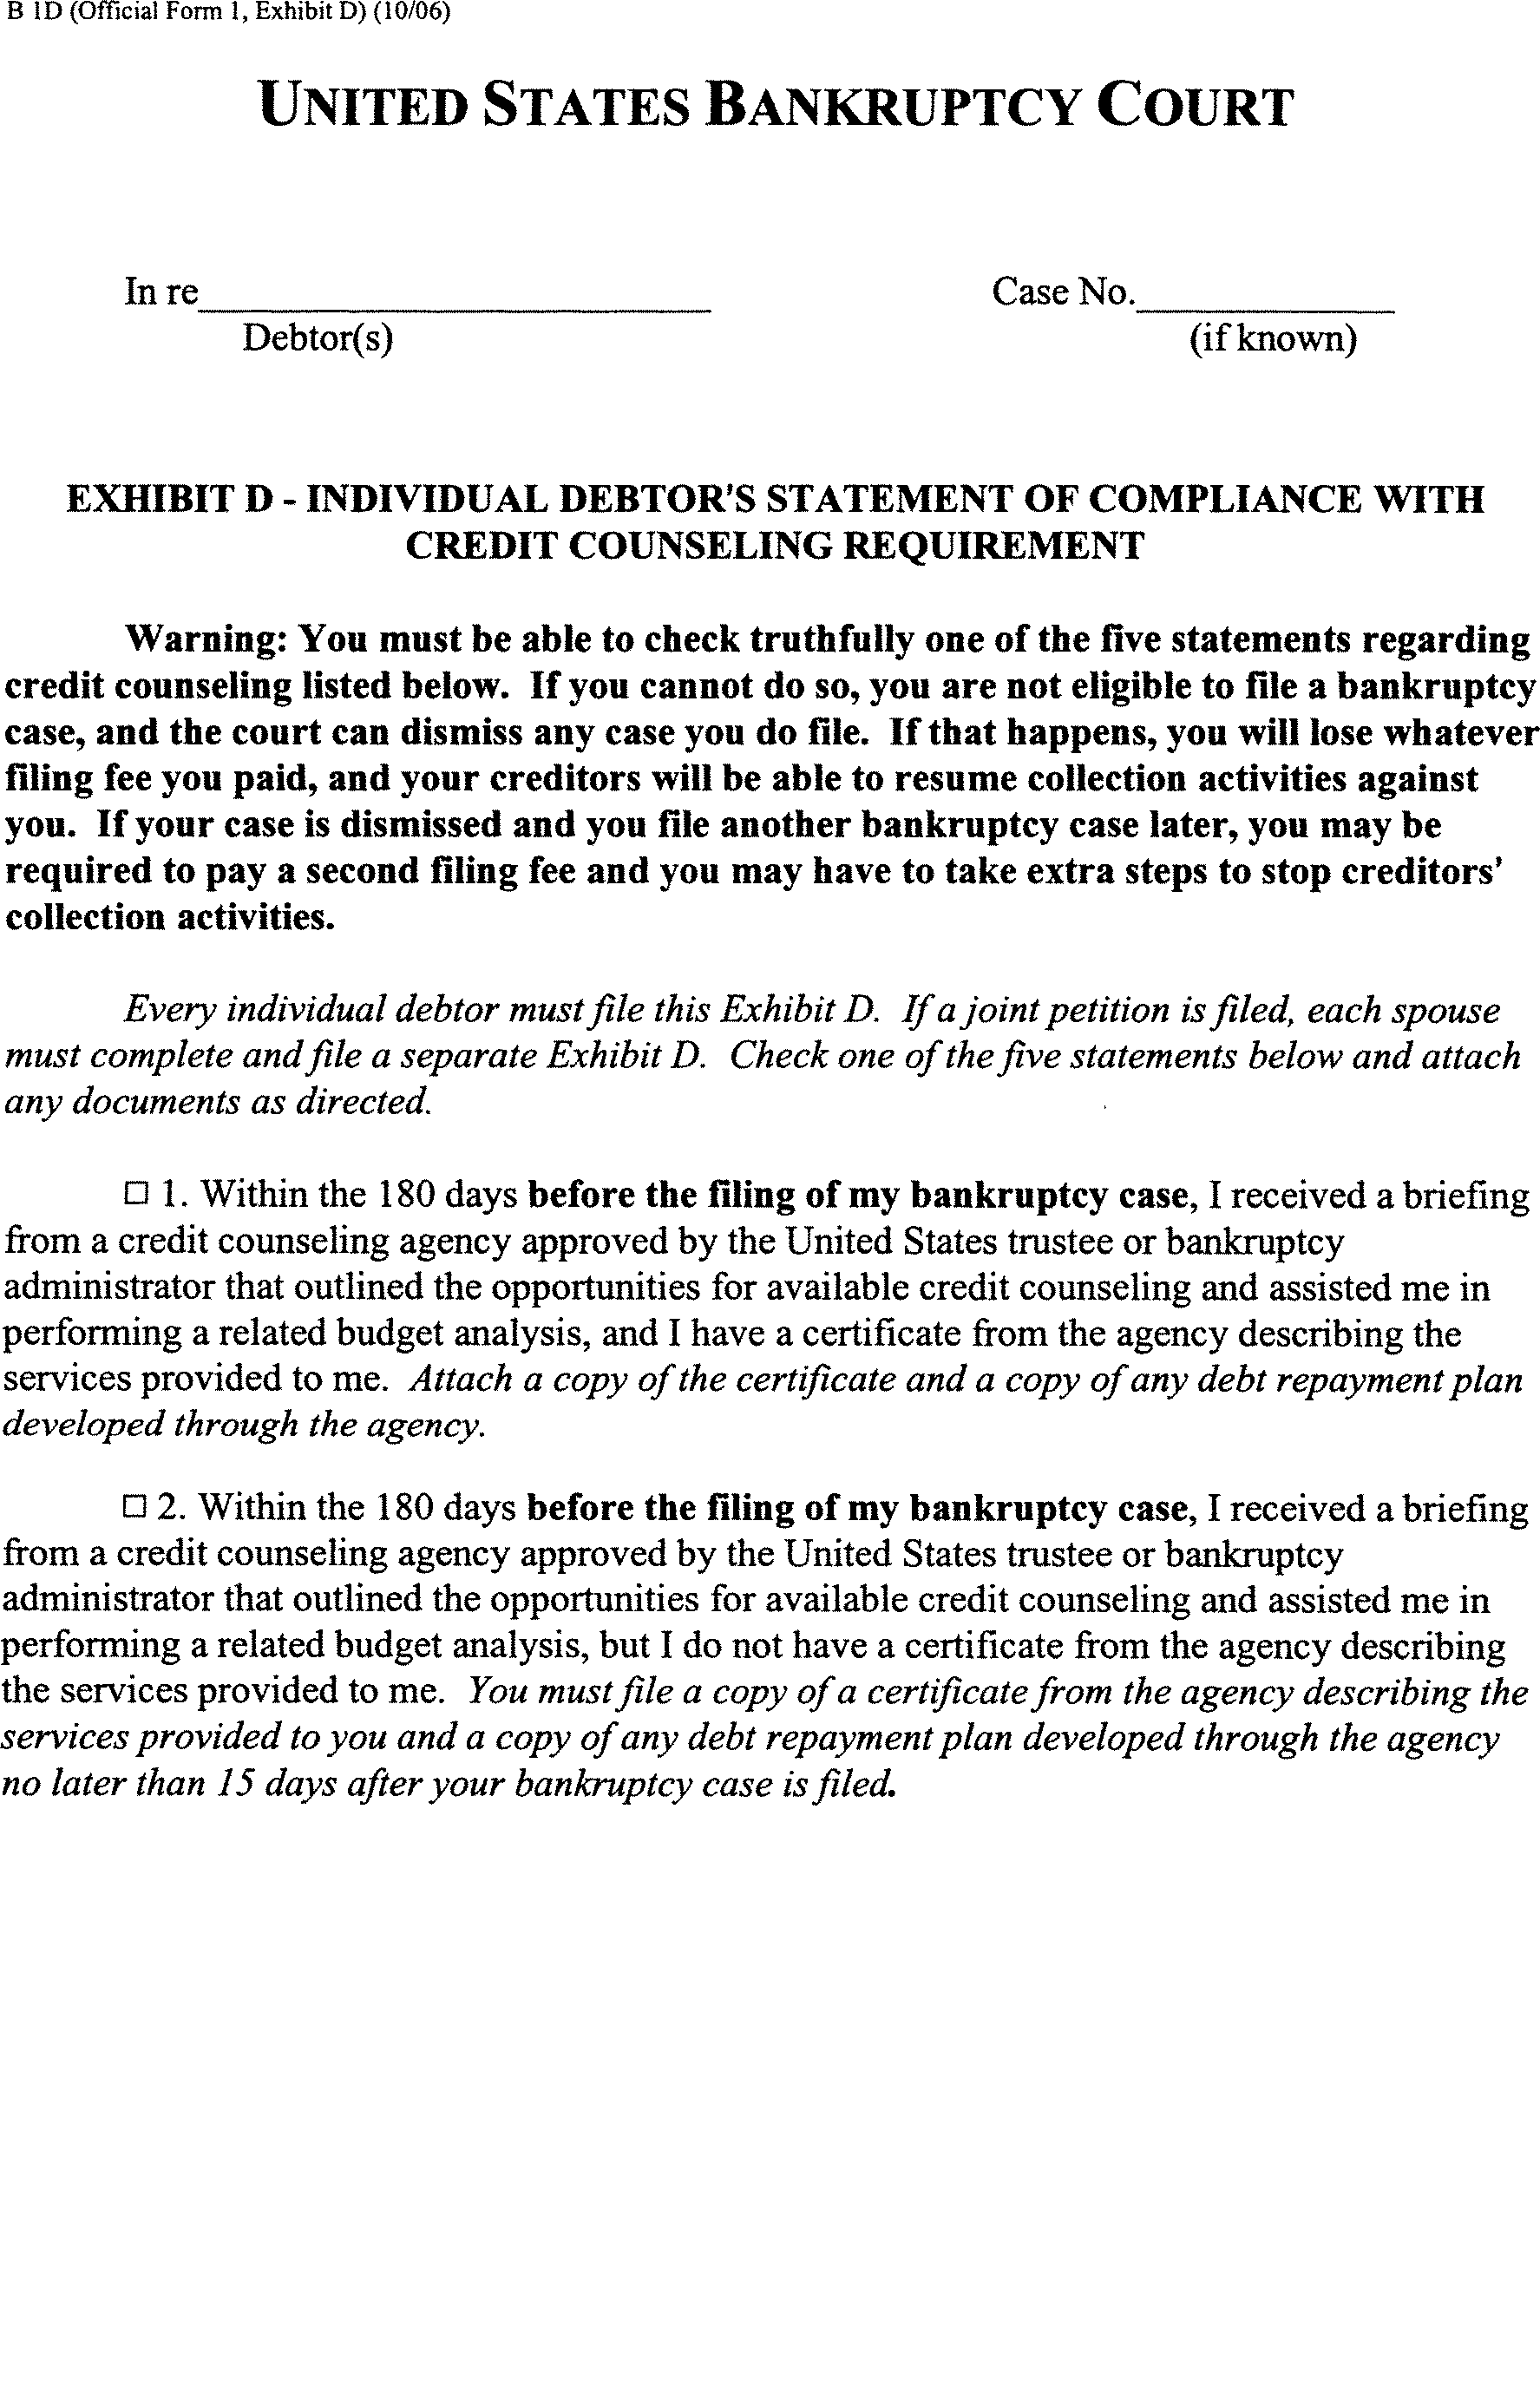 B 1D (Official Form 1, Exhibit D) (10/06)
UNITED STATES BANKRUPTCY COURT
In re____________________ Case No.__________
Debtor(s) (if known)
EXHIBIT D - INDIVIDUAL DEBTOR'S STATEMENT OF COMPLIANCE WITH
CREDIT COUNSELING REQUIREMENT
Warning: You must be able to check truthfully one of the five statements regarding
credit counseling listed below. If you cannot do so, you are not eligible to file a bankruptcy
case, and the court can dismiss any case you do file. If that happens, you will lose whatever
filing fee you paid, and your creditors will be able to resume collection activities against
you. If your case is dismissed and you file another bankruptcy case later, you may be
required to pay a second filing fee and you may have to take extra steps to stop creditors'
collection activities.
Every individual debtor must file this Exhibit D. If a joint petition is filed, each spouse
must complete and file a separate Exhibit D. Check one of the five statements below and attach
any documents as directed.
□ 1. Within the 180 days before the filing of my bankruptcy case, I received a briefing
from a credit counseling agency approved by the United States trustee or bankruptcy
administrator that outlined the opportunities for available credit counseling and assisted me in
performing a related budget analysis, and I have a certificate from the agency describing the
services provided to me. Attach a copy of the certificate and a copy of any debt repayment plan
developed through the agency.
□ 2. Within the 180 days before the filing of my bankruptcy case, I received a briefing
from a credit counseling agency approved by the United States trustee or bankruptcy
administrator that outlined the opportunities for available credit counseling and assisted me in
performing a related budget analysis, but I do not have a certificate from the agency describing
the services provided to me. You must file a copy of a certificate from the agency describing the
services provided to you and a copy of any debt repayment plan developed through the agency
no later than 15 days after your bankruptcy case is filed.